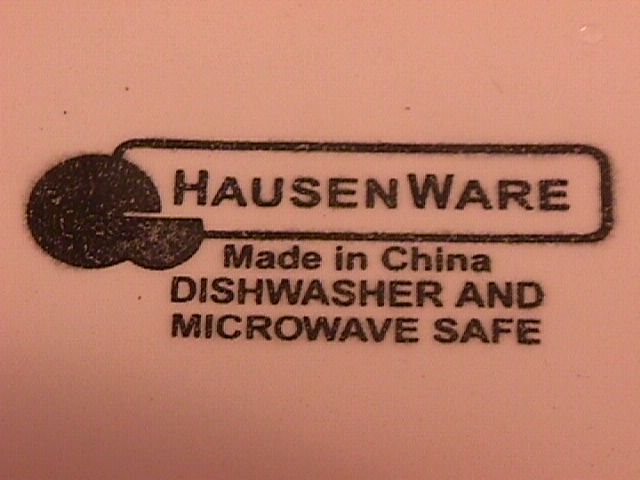 HAUSENWARE
Made in China
DISHWASHER AND
MICROWAVE SAFE